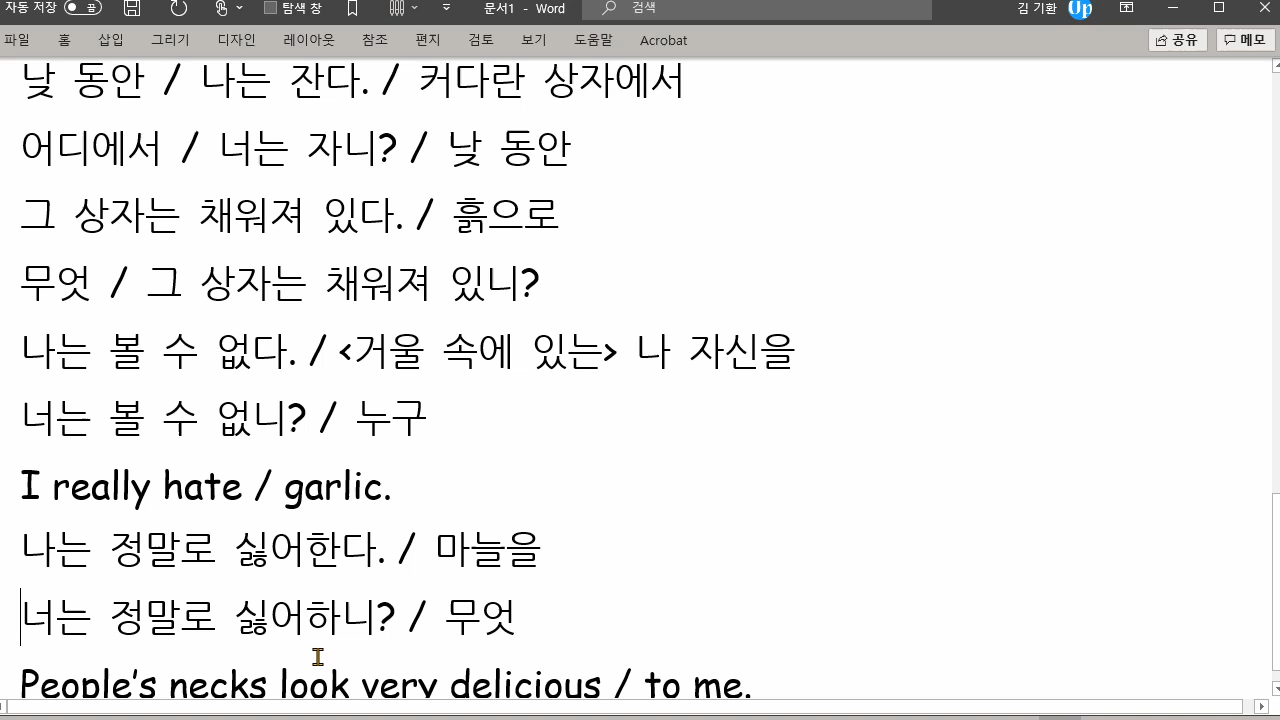 자동 저장 끔 탐색 창 문서1 - Word 검색 김 기환 Up
파일 홈 삽입 그리기 디자인 레이아웃 참조 편지 검토 보기 도움말 Acrobat 공유 메모
낮 동안 / 나는 잔다. / 커다란 상자에서
어디에서 / 너는 자니? / 낮 동안
그 상자는 채워져 있다. / 흙으로
무엇 / 그 상자는 채워져 있니?
나는 볼 수 없다. / <거울 속에 있는> 나 자신을
너는 볼 수 없니? / 누구
I really hate / garlic.
나는 정말로 싫어한다. / 마늘을
너는 정말로 싫어하니? / 무엇
People's necks look very delicious / to me.